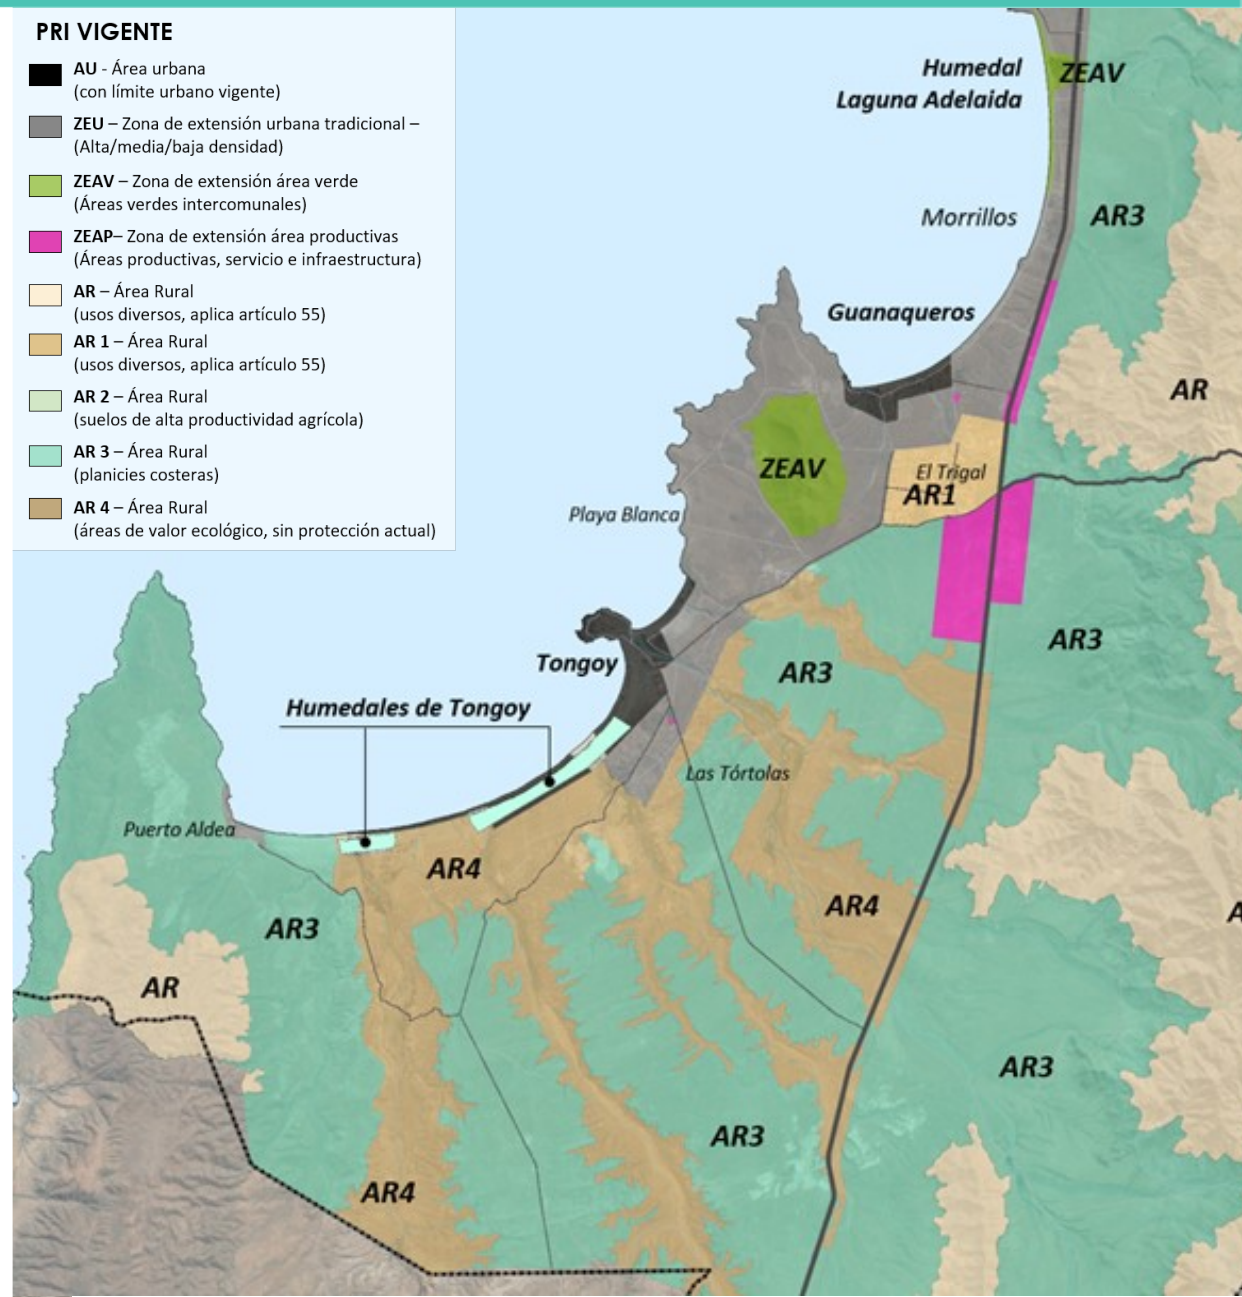 PRI VIGENTE
AU - Área urbana
(con límite urbano vigente)
ZEU – Zona de extensión urbana tradicional –
(Alta/media/baja densidad)
ZEAV – Zona de extensión área verde
(Áreas verdes intercomunales)
ZEAP– Zona de extensión área productivas
(Áreas productivas, servicio e infraestructura)
AR – Área Rural
(usos diversos, aplica artículo 55)
AR 1 – Área Rural
(usos diversos, aplica artículo 55)
AR 2 – Área Rural
(suelos de alta productividad agrícola)
AR 3 – Área Rural
(planicies costeras)
AR 4 – Área Rural
(áreas de valor ecológico, sin protección actual)
Humedal
Laguna Adelaida
ZEAV
Morrillos
AR3
Guanaqueros
AR
ZEAV
El Trigal
AR1
Playa Blanca
AR3
Tongoy
AR3
Humedales de Tongoy
Las Tórtolas
Puerto Aldea
AR4
AR4
AR3
AR
AR3
AR3
AR4